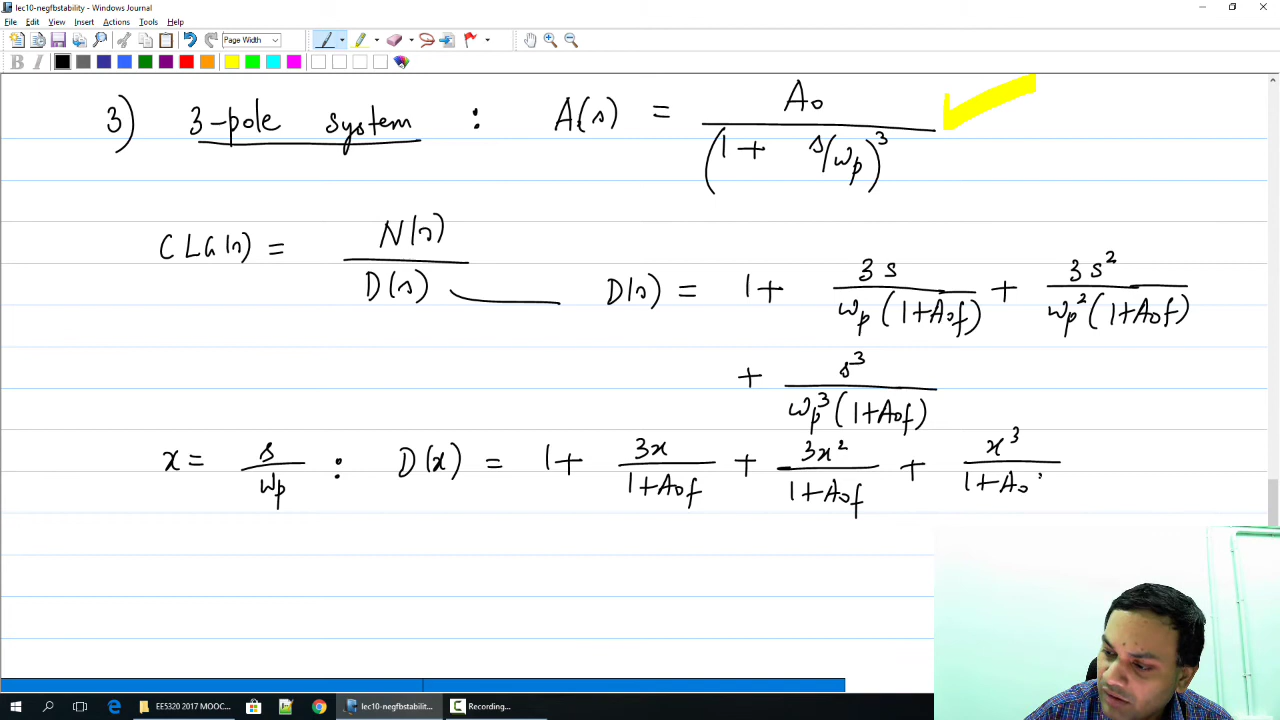 lec10-negfbstability - Windows Journal
File Edit View Insert Actions Tools Help
Page Width
B I
3) 3-pole system : A(s) = A₀ / (1 + s/ωp)³
CLG(s) = N(s) / D(s) D(s) = 1 + 3s / ωp(1+A₀f) + 3s² / ωp²(1+A₀f)
+ s³ / ωp³(1+A₀f)
x = s / ωp : D(x) = 1 + 3x / 1+A₀f + 3x² / 1+A₀f + x³ / 1+A₀
EE5320 2017 MOOC... lec10-negfbstabilit... Recording...